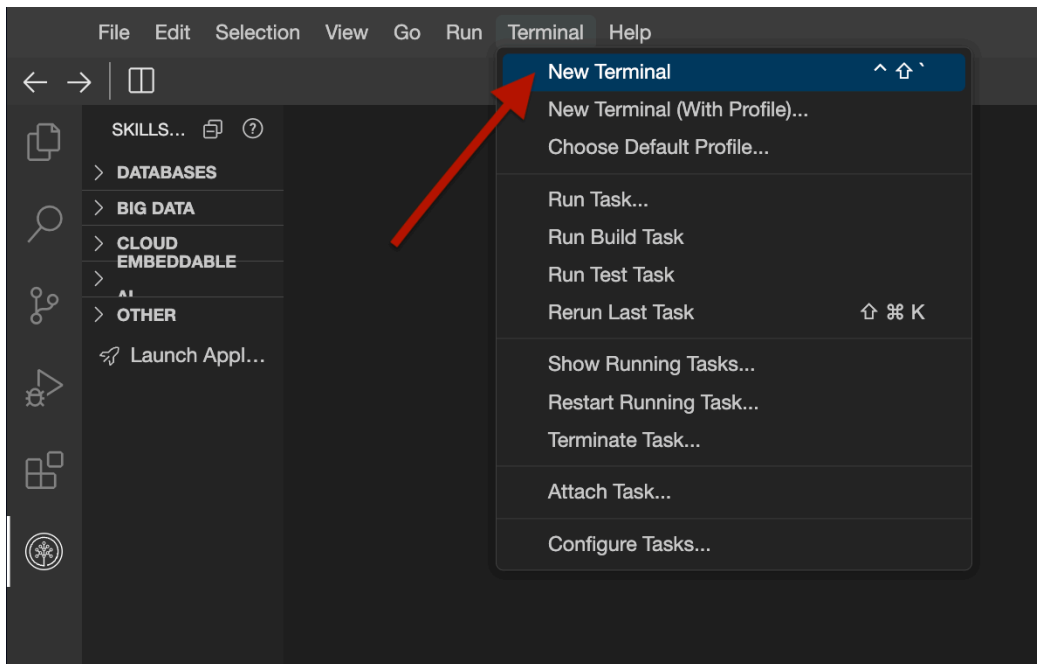 File Edit Selection View Go Run Terminal Help
SKILLS...
DATABASES
BIG DATA
CLOUD
EMBEDDABLE
AI
OTHER
Launch Appl...
New Terminal ^ ⇧ `
New Terminal (With Profile)...
Choose Default Profile...
Run Task...
Run Build Task
Run Test Task
Rerun Last Task ⇧ ⌘ K
Show Running Tasks...
Restart Running Task...
Terminate Task...
Attach Task...
Configure Tasks...